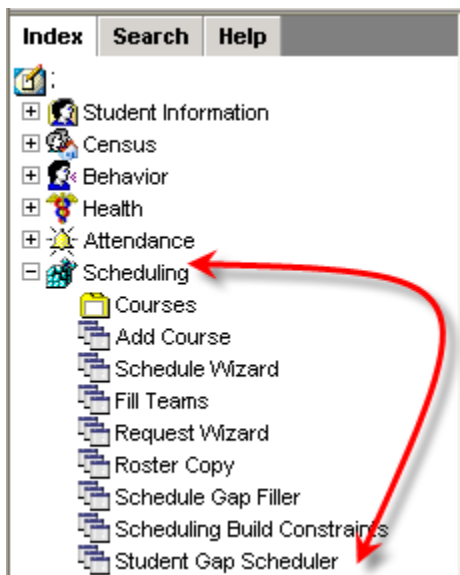 Index Search Help
:
Student Information
Census
Behavior
Health
Attendance
Scheduling
Courses
Add Course
Schedule Wizard
Fill Teams
Request Wizard
Roster Copy
Schedule Gap Filler
Scheduling Build Constraints
Student Gap Scheduler